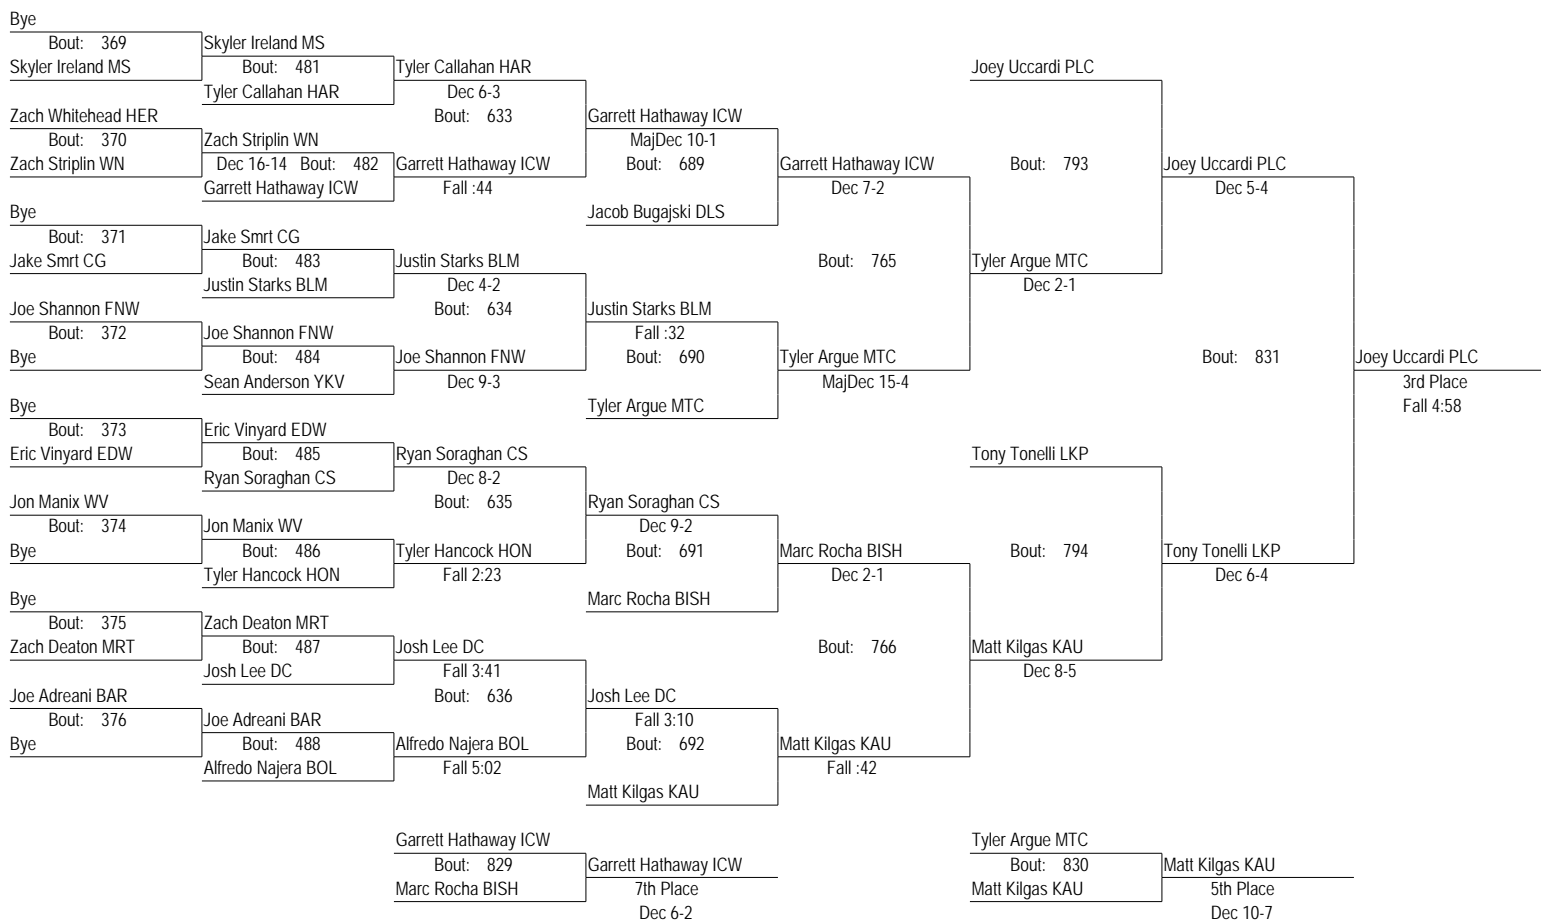 Bye
Bout: 369
Skyler Ireland MS
Skyler Ireland MS
Bout: 481
Tyler Callahan HAR
Tyler Callahan HAR
Dec 6-3
Bout: 633
Joey Uccardi PLC
Zach Whitehead HER
Bout: 370
Zach Striplin WN
Zach Striplin WN
Dec 16-14 Bout: 482
Garrett Hathaway ICW
Garrett Hathaway ICW
Fall :44
Garrett Hathaway ICW
MajDec 10-1
Bout: 689
Jacob Bugajski DLS
Garrett Hathaway ICW
Dec 7-2
Bout: 793
Joey Uccardi PLC
Dec 5-4
Bye
Bout: 371
Jake Smrt CG
Jake Smrt CG
Bout: 483
Justin Starks BLM
Justin Starks BLM
Dec 4-2
Bout: 634
Bout: 765
Tyler Argue MTC
Dec 2-1
Joe Shannon FNW
Bout: 372
Bye
Joe Shannon FNW
Bout: 484
Sean Anderson YKV
Joe Shannon FNW
Dec 9-3
Justin Starks BLM
Fall :32
Bout: 690
Tyler Argue MTC
Tyler Argue MTC
MajDec 15-4
Bout: 831
Joey Uccardi PLC
3rd Place
Fall 4:58
Bye
Bout: 373
Eric Vinyard EDW
Eric Vinyard EDW
Bout: 485
Ryan Soraghan CS
Ryan Soraghan CS
Dec 8-2
Bout: 635
Tony Tonelli LKP
Jon Manix WV
Bout: 374
Bye
Jon Manix WV
Bout: 486
Tyler Hancock HON
Tyler Hancock HON
Fall 2:23
Ryan Soraghan CS
Dec 9-2
Bout: 691
Marc Rocha BISH
Marc Rocha BISH
Dec 2-1
Bout: 794
Tony Tonelli LKP
Dec 6-4
Bye
Bout: 375
Zach Deaton MRT
Zach Deaton MRT
Bout: 487
Josh Lee DC
Josh Lee DC
Fall 3:41
Bout: 636
Bout: 766
Matt Kilgas KAU
Dec 8-5
Joe Adreani BAR
Bout: 376
Bye
Joe Adreani BAR
Bout: 488
Alfredo Najera BOL
Alfredo Najera BOL
Fall 5:02
Josh Lee DC
Fall 3:10
Bout: 692
Matt Kilgas KAU
Matt Kilgas KAU
Fall :42
Garrett Hathaway ICW
Bout: 829
Marc Rocha BISH
Garrett Hathaway ICW
7th Place
Dec 6-2
Tyler Argue MTC
Bout: 830
Matt Kilgas KAU
Matt Kilgas KAU
5th Place
Dec 10-7